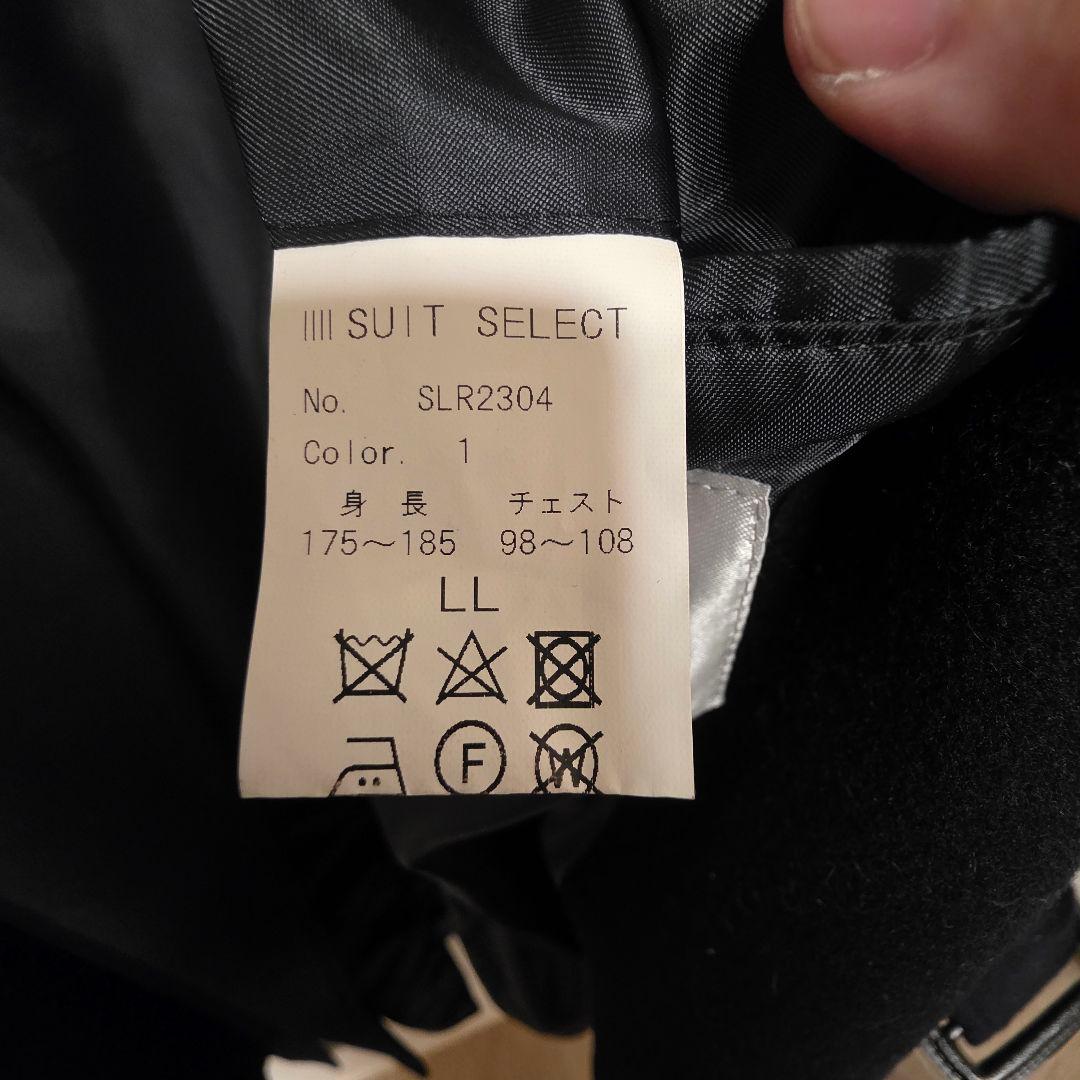 SUIT SELECT
No. SLR2304
Color. 1
身長 チェスト
175～185 98～108
LL
F
W